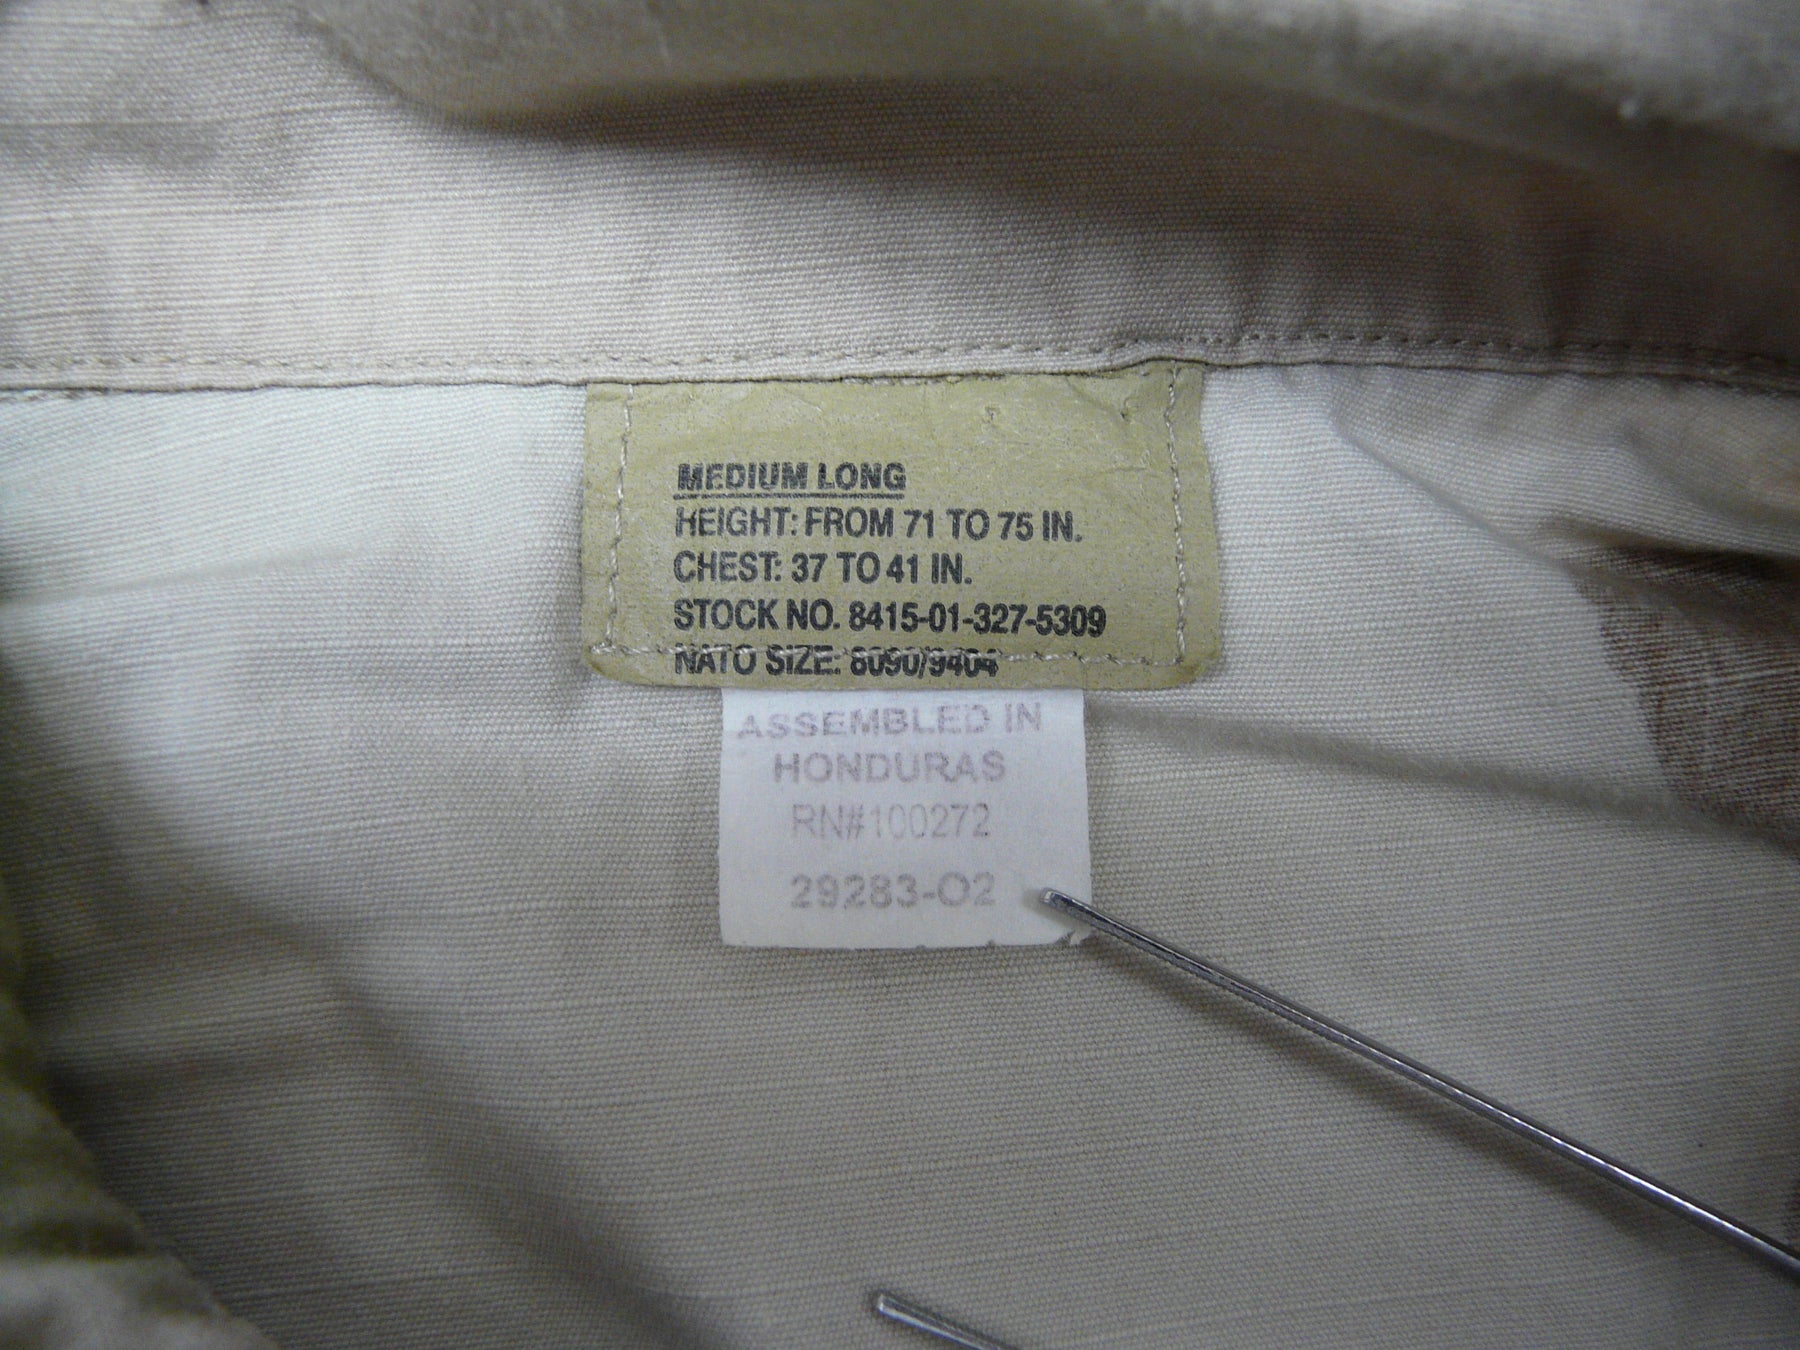 MEDIUM LONG
HEIGHT: FROM 71 TO 75 IN.
CHEST: 37 TO 41 IN.
STOCK NO. 8415-01-327-5309
NATO SIZE: 8090/9404
ASSEMBLED IN
HONDURAS
RN#100272
29283-O2